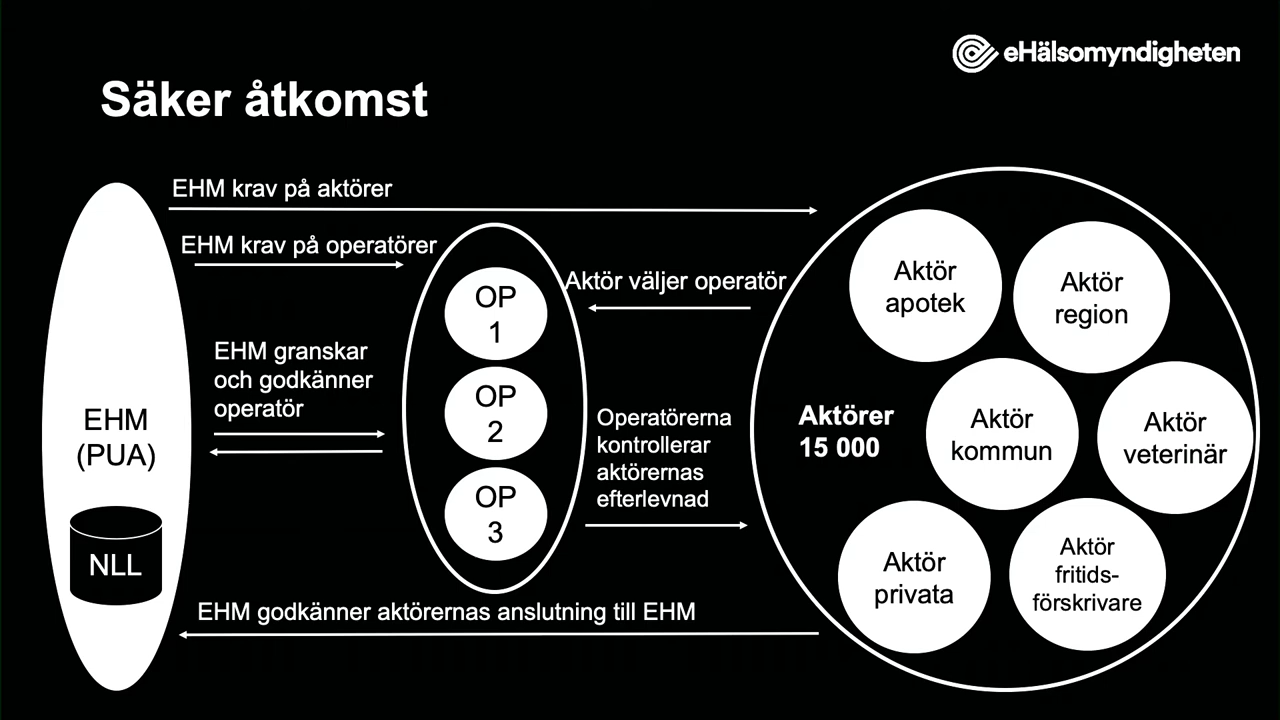 eHälsomyndigheten
Säker åtkomst
EHM krav på aktörer
EHM krav på operatörer
Aktör väljer operatör
EHM granskar
och godkänner
operatör
EHM
(PUA)
NLL
OP
1
OP
2
OP
3
Operatörerna
kontrollerar
aktörernas
efterlevnad
EHM godkänner aktörernas anslutning till EHM
Aktörer
15 000
Aktör
apotek
Aktör
region
Aktör
kommun
Aktör
veterinär
Aktör
privata
Aktör
fritids-
förskrivare